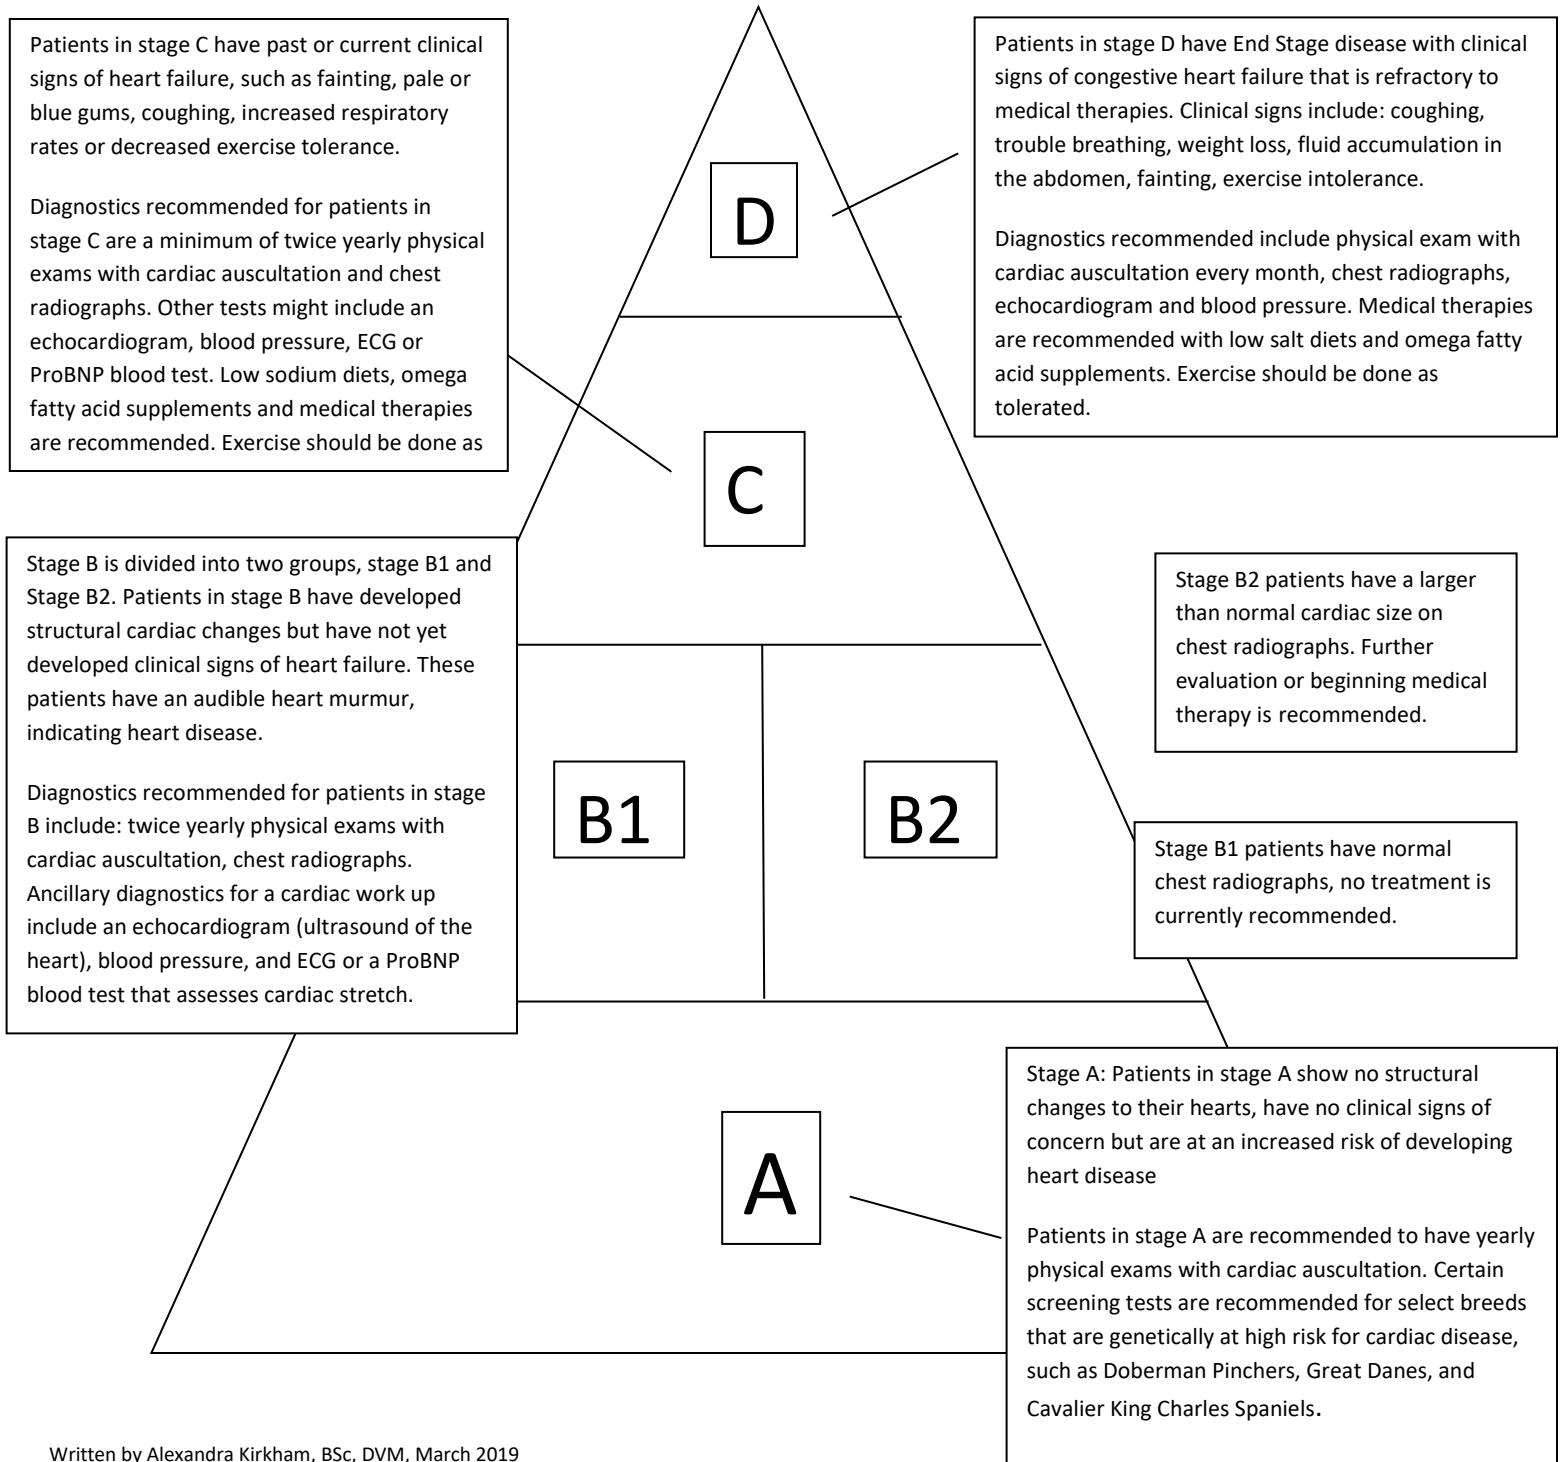 Patients in stage C have past or current clinical
signs of heart failure, such as fainting, pale or
blue gums, coughing, increased respiratory
rates or decreased exercise tolerance.
Diagnostics recommended for patients in
stage C are a minimum of twice yearly physical
exams with cardiac auscultation and chest
radiographs. Other tests might include an
echocardiogram, blood pressure, ECG or
ProBNP blood test. Low sodium diets, omega
fatty acid supplements and medical therapies
are recommended. Exercise should be done as
Patients in stage D have End Stage disease with clinical
signs of congestive heart failure that is refractory to
medical therapies. Clinical signs include: coughing,
trouble breathing, weight loss, fluid accumulation in
the abdomen, fainting, exercise intolerance.
Diagnostics recommended include physical exam with
cardiac auscultation every month, chest radiographs,
echocardiogram and blood pressure. Medical therapies
are recommended with low salt diets and omega fatty
acid supplements. Exercise should be done as
tolerated.
D
C
Stage B is divided into two groups, stage B1 and
Stage B2. Patients in stage B have developed
structural cardiac changes but have not yet
developed clinical signs of heart failure. These
patients have an audible heart murmur,
indicating heart disease.
Diagnostics recommended for patients in stage
B include: twice yearly physical exams with
cardiac auscultation, chest radiographs.
Ancillary diagnostics for a cardiac work up
include an echocardiogram (ultrasound of the
heart), blood pressure, and ECG or a ProBNP
blood test that assesses cardiac stretch.
B1
B2
Stage B2 patients have a larger
than normal cardiac size on
chest radiographs. Further
evaluation or beginning medical
therapy is recommended.
Stage B1 patients have normal
chest radiographs, no treatment is
currently recommended.
A
Stage A: Patients in stage A show no structural
changes to their hearts, have no clinical signs of
concern but are at an increased risk of developing
heart disease
Patients in stage A are recommended to have yearly
physical exams with cardiac auscultation. Certain
screening tests are recommended for select breeds
that are genetically at high risk for cardiac disease,
such as Doberman Pinchers, Great Danes, and
Cavalier King Charles Spaniels.
Written by Alexandra Kirkham, BSc, DVM, March 2019